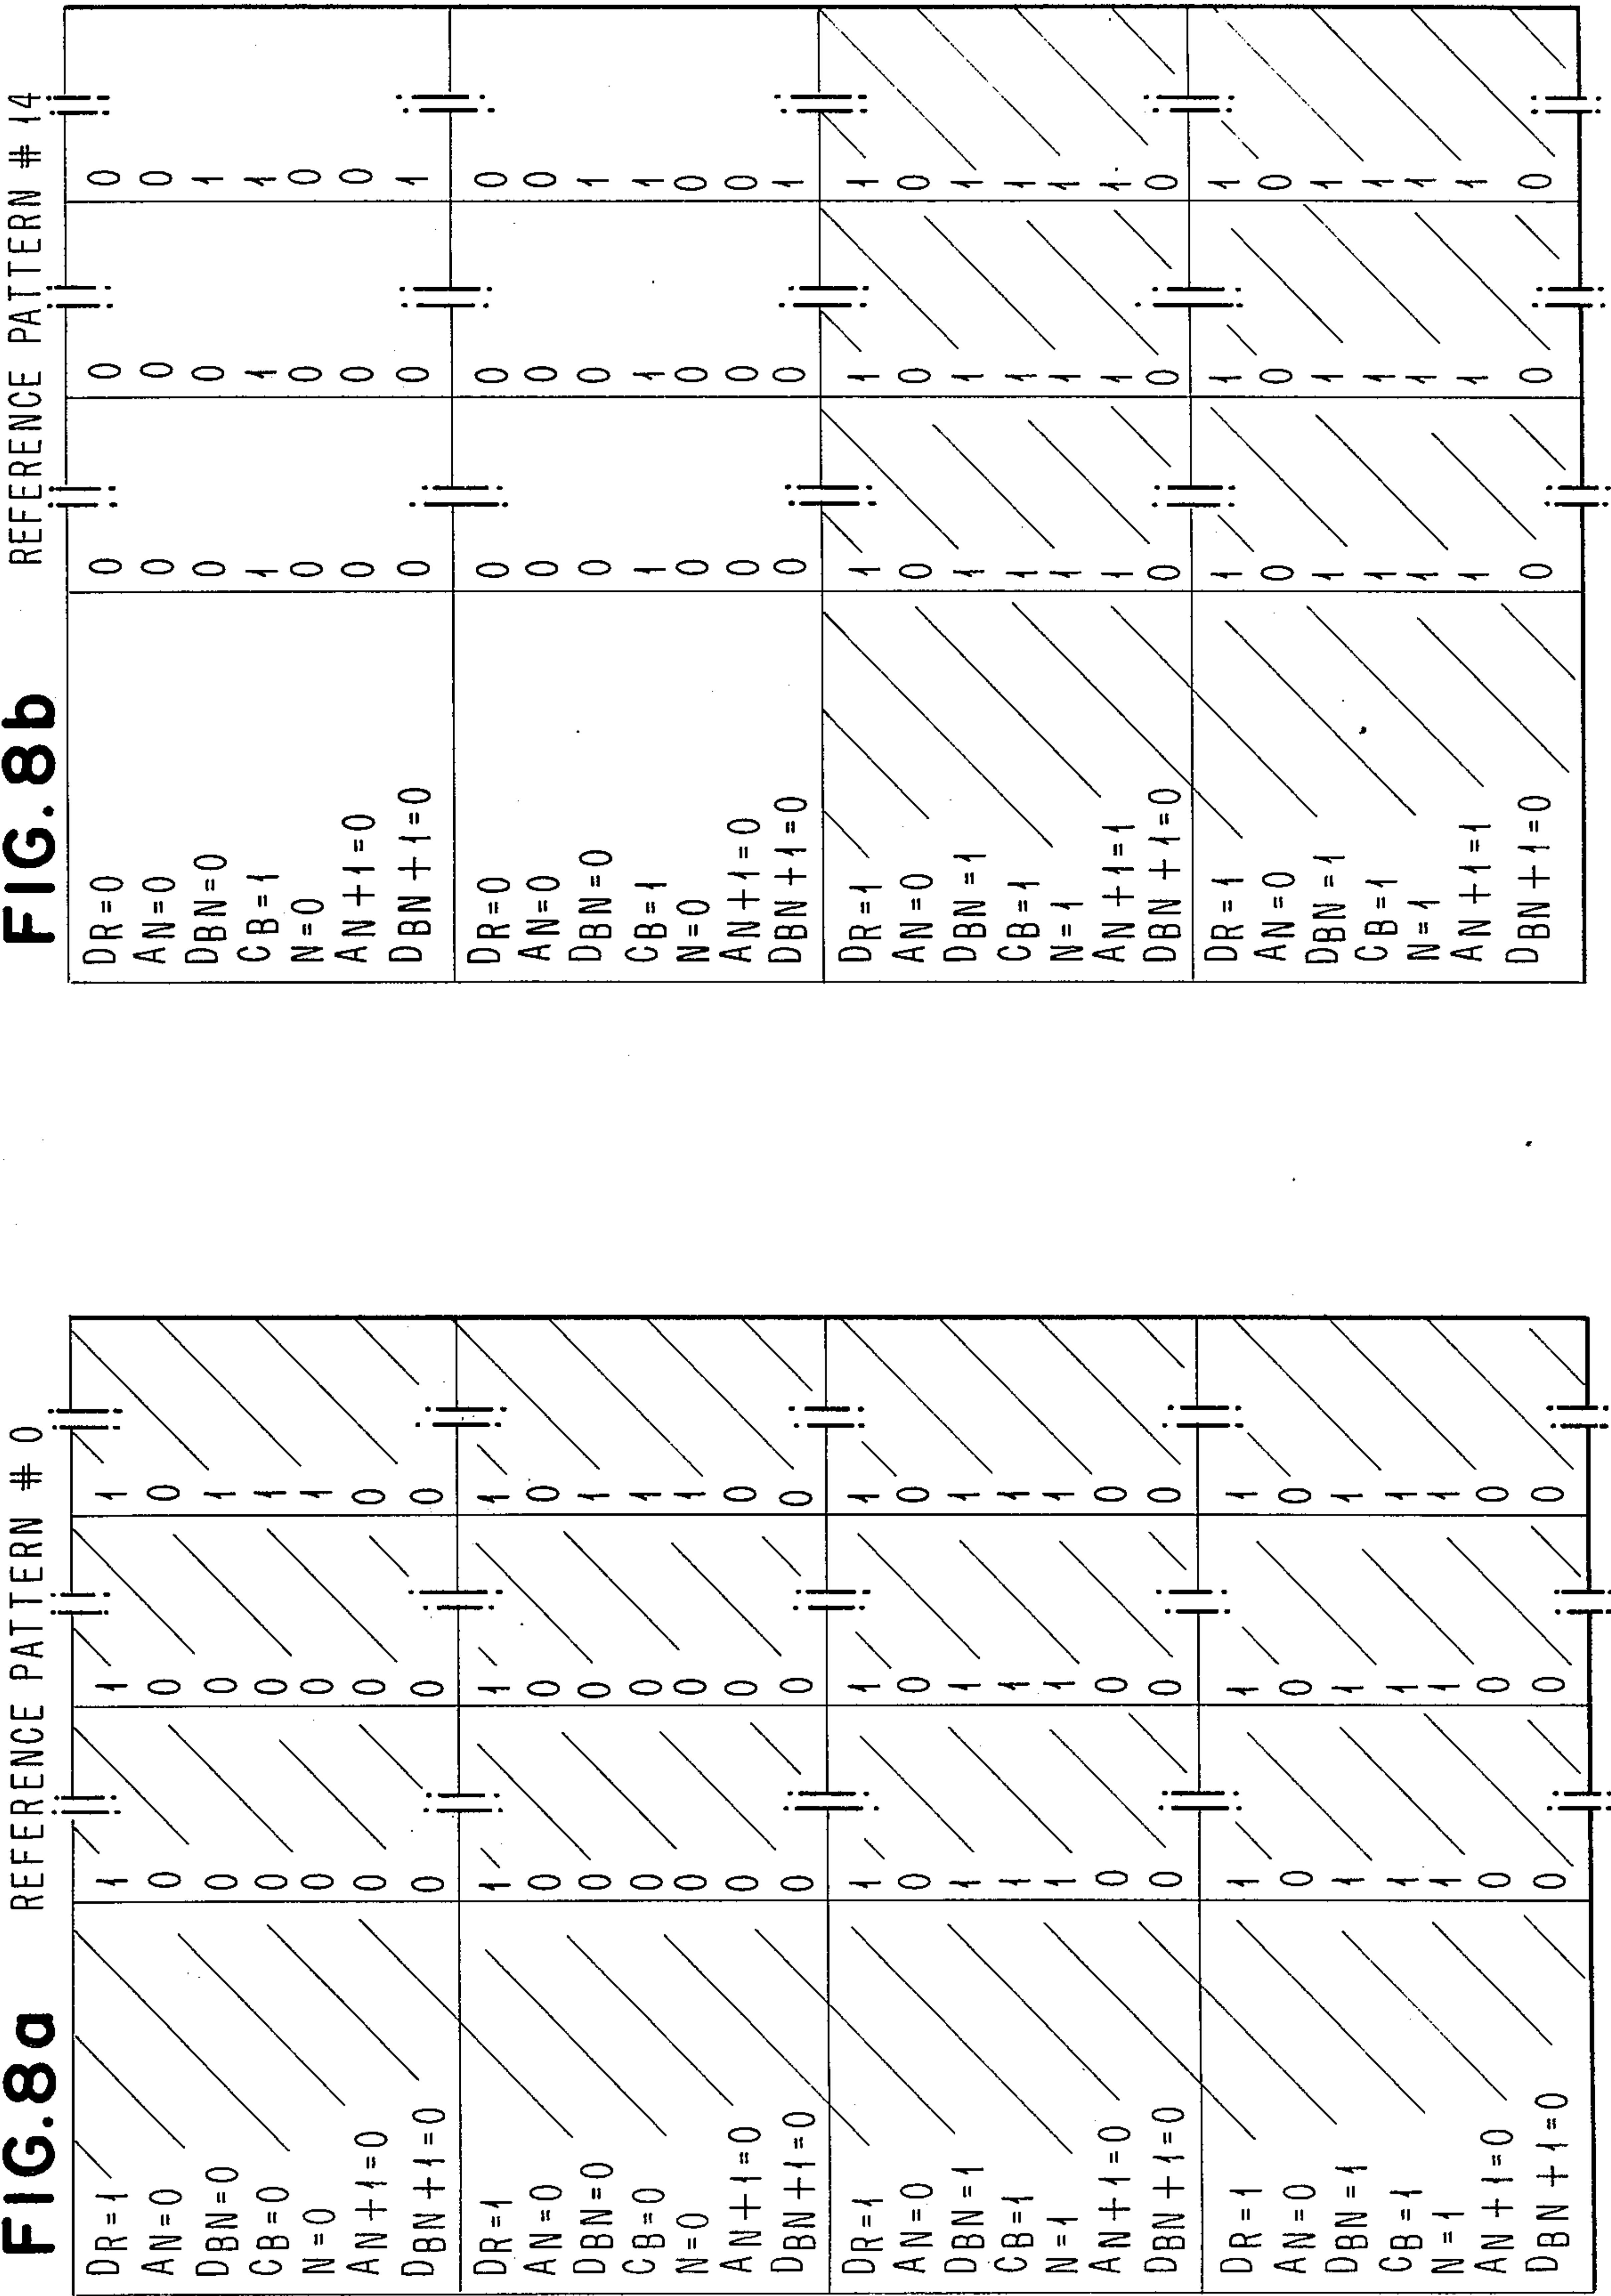 FIG.8a REFERENCE PATTERN # 0
DR=1 1 1 1
AN=0 0 0 0
DBN=0 0 0 1
CB=0 0 0 1
N=0 0 0 1
AN+1=0 0 0 0
DBN+1=0 0 0 0
DR=1 1 1 1
AN=0 0 0 0
DBN=0 0 0 1
CB=0 0 0 1
N=0 0 0 1
AN+1=0 0 0 0
DBN+1=0 0 0 0
DR=1 1 1 1
AN=0 0 0 0
DBN=1 1 1 1
CB=1 1 1 1
N=1 1 1 1
AN+1=0 0 0 0
DBN+1=0 0 0 0
DR=1 1 1 1
AN=0 0 0 0
DBN=1 1 1 1
CB=1 1 1 1
N=1 1 1 1
AN+1=0 0 0 0
DBN+1=0 0 0 0
FIG.8b REFERENCE PATTERN # 14
DR=0 0 0 0
AN=0 0 0 0
DBN=0 0 0 1
CB=1 1 1 1
N=0 0 0 0
AN+1=0 0 0 0
DBN+1=0 0 0 1
DR=0 0 0 0
AN=0 0 0 0
DBN=0 0 0 1
CB=1 1 1 1
N=0 0 0 0
AN+1=0 0 0 0
DBN+1=0 0 0 1
DR=1 1 1 1
AN=0 0 0 0
DBN=1 1 1 1
CB=1 1 1 1
N=1 1 1 1
AN+1=1 1 1 1
DBN+1=0 0 0 0
DR=1 1 1 1
AN=0 0 0 0
DBN=1 1 1 1
CB=1 1 1 1
N=1 1 1 1
AN+1=1 1 1 1
DBN+1=0 0 0 0